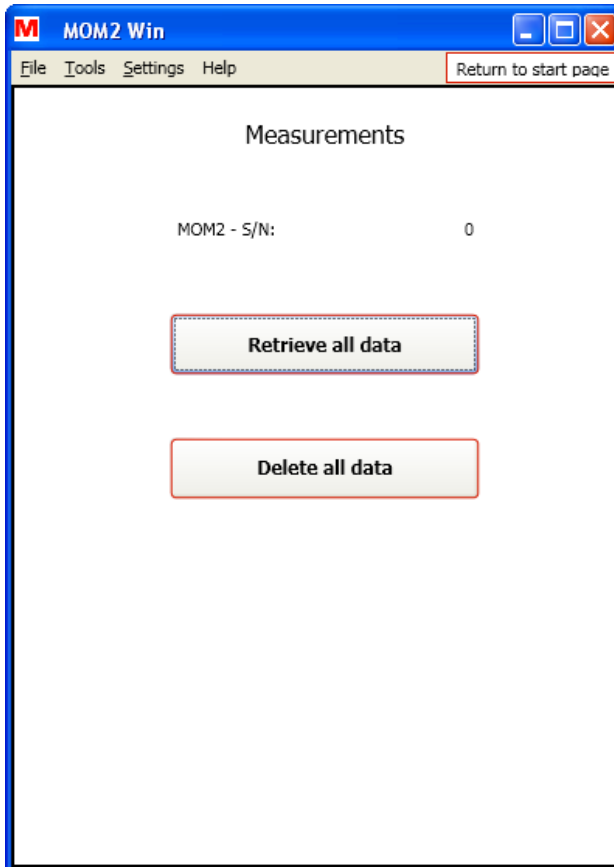 M MOM2 Win
File Tools Settings Help Return to start page
Measurements
MOM2 - S/N: 0
Retrieve all data
Delete all data